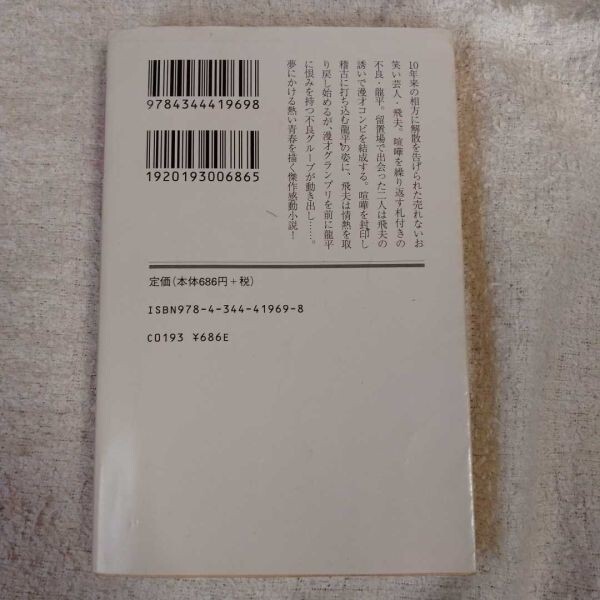 10年来の相方に解散を告げられた売れないお
笑い芸人・飛夫。喧嘩を繰り返す札付きの
不良・龍平。留置場で出会った二人は飛夫の
誘いで漫才コンビを結成する。喧嘩を封印し
稽古に打ち込む龍平の姿に、飛夫は情熱を取
り戻し始めるが、漫才グランプリを前に龍平
に恨みを持つ不良グループが動き出し……。
夢にかける熱い青春を描く傑作感動小説!
9784344419698
1920193006865
定価(本体686円+税)
ISBN978-4-344-41969-8
C0193 ¥686E